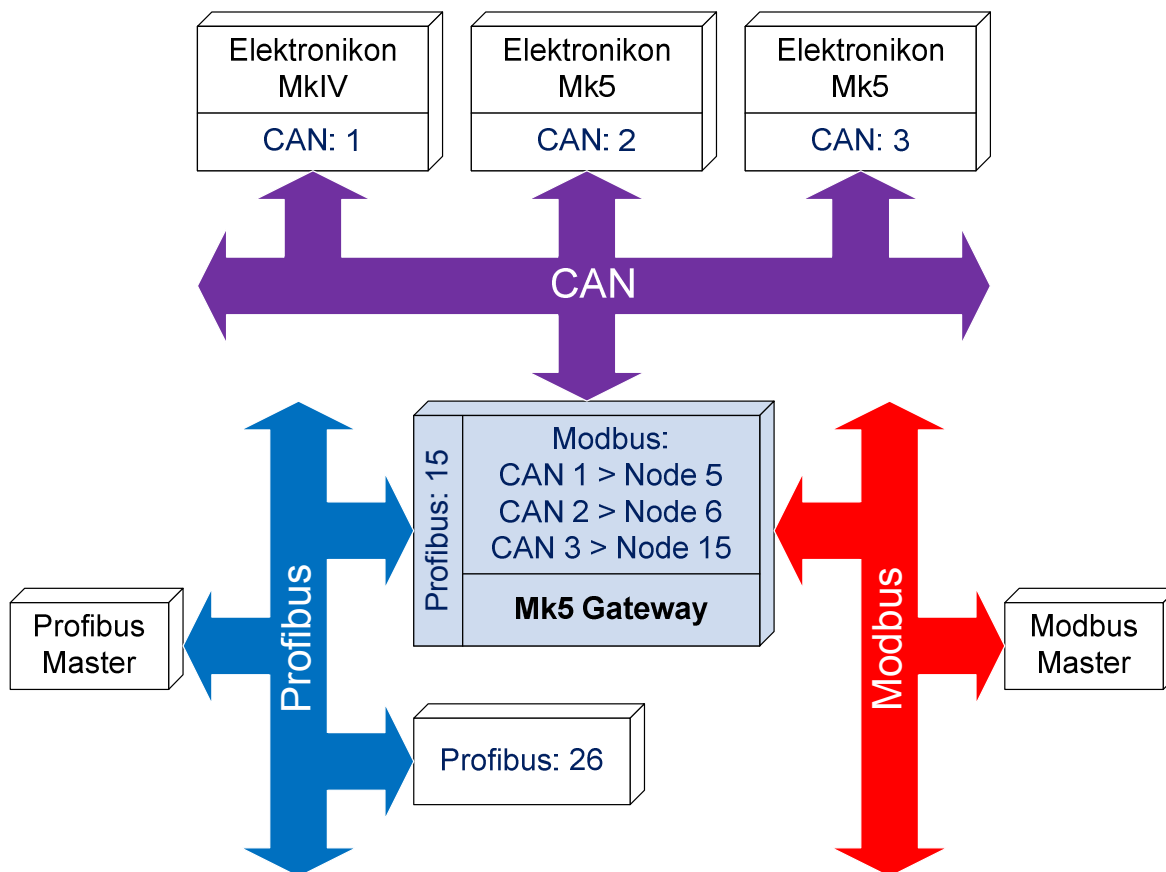 Elektronikon
MkIV
CAN: 1
Elektronikon
Mk5
CAN: 2
Elektronikon
Mk5
CAN: 3
CAN
Profibus: 15
Modbus:
CAN 1 > Node 5
CAN 2 > Node 6
CAN 3 > Node 15
Mk5 Gateway
Profibus
Modbus
Profibus
Master
Modbus
Master
Profibus: 26